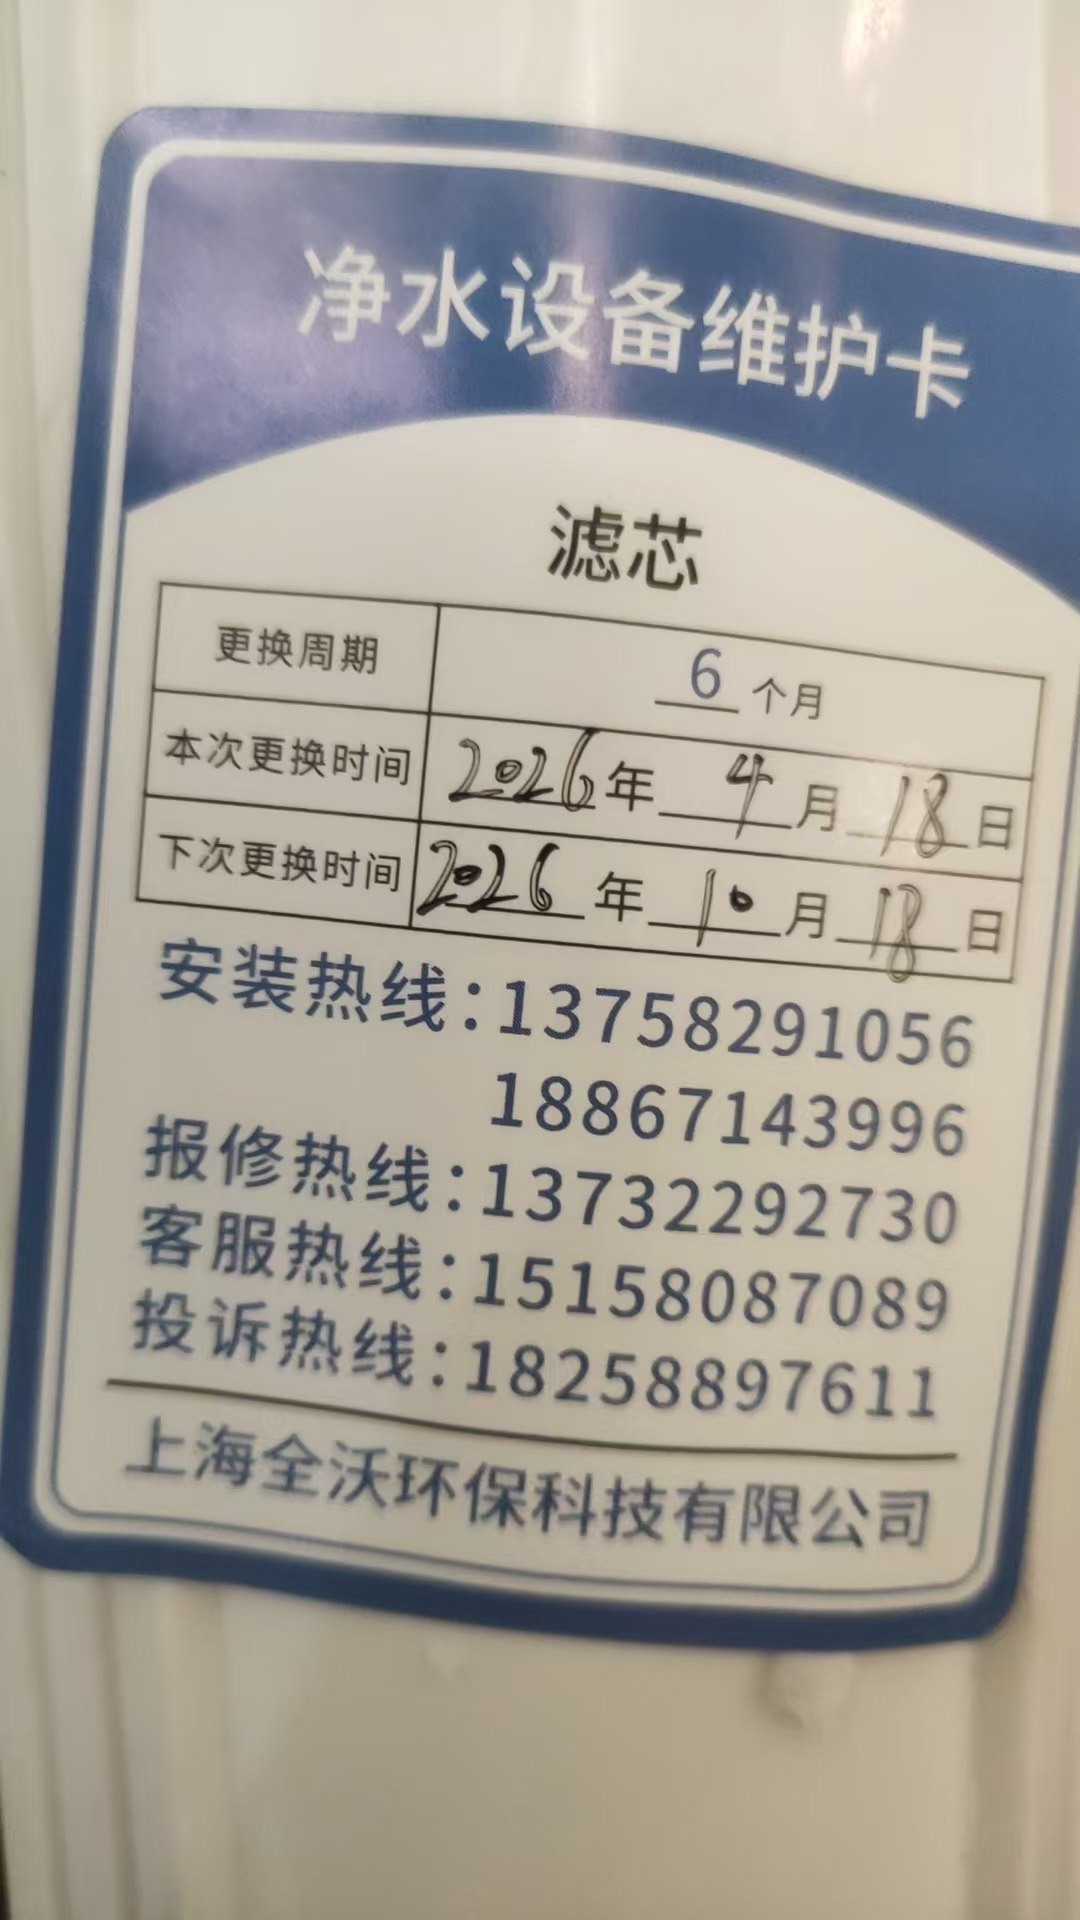 净水设备维护卡
滤芯
更换周期 6 个月
本次更换时间 2026年 4 月 18 日
下次更换时间 2026 年 10 月 18 日
安装热线:13758291056
18867143996
报修热线:13732292730
客服热线:15158087089
投诉热线:18258897611
上海全沃环保科技有限公司